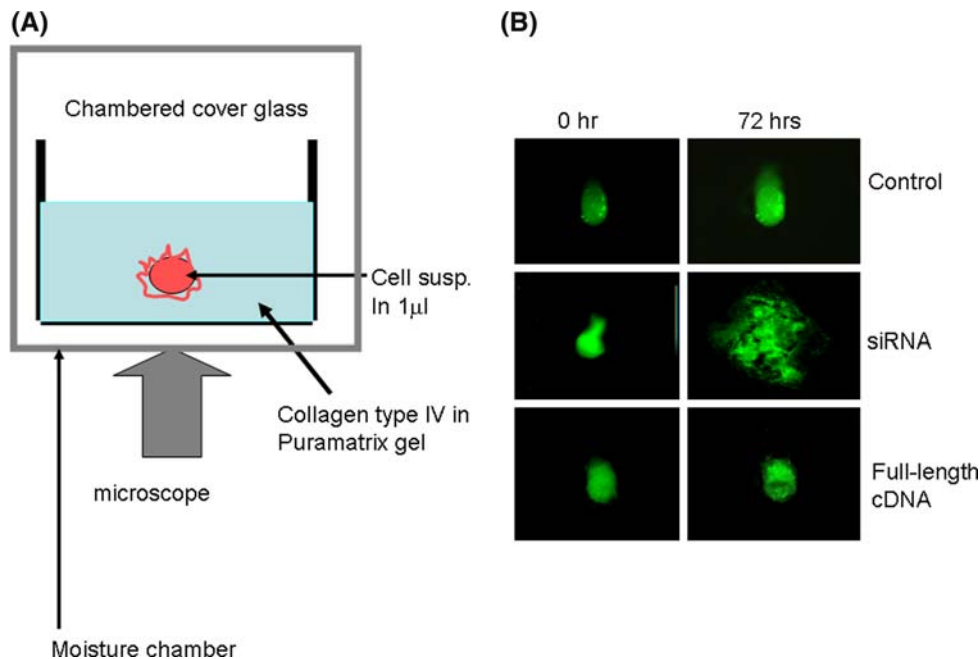 (A)
Chambered cover glass
Cell susp.
In 1µl
Collagen type IV in
Puramatrix gel
microscope
Moisture chamber
(B)
0 hr
72 hrs
Control
siRNA
Full-length
cDNA